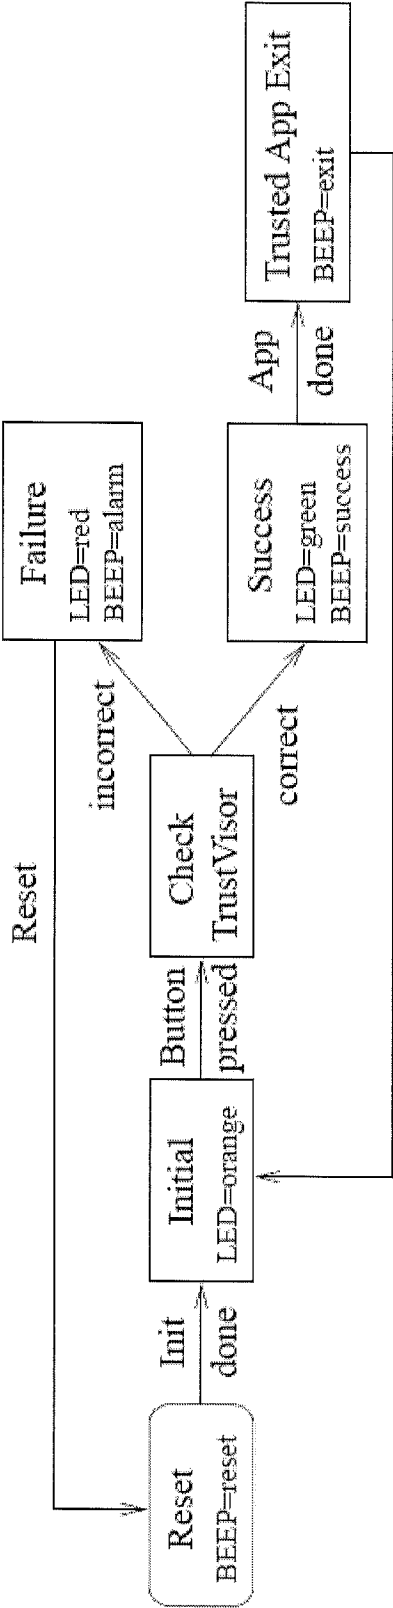 Reset
BEEP=reset
Init
done
Initial
LED=orange
Button
pressed
Check
TrustVisor
incorrect
correct
Failure
LED=red
BEEP=alarm
Reset
Success
LED=green
BEEP=success
App
done
Trusted App Exit
BEEP=exit